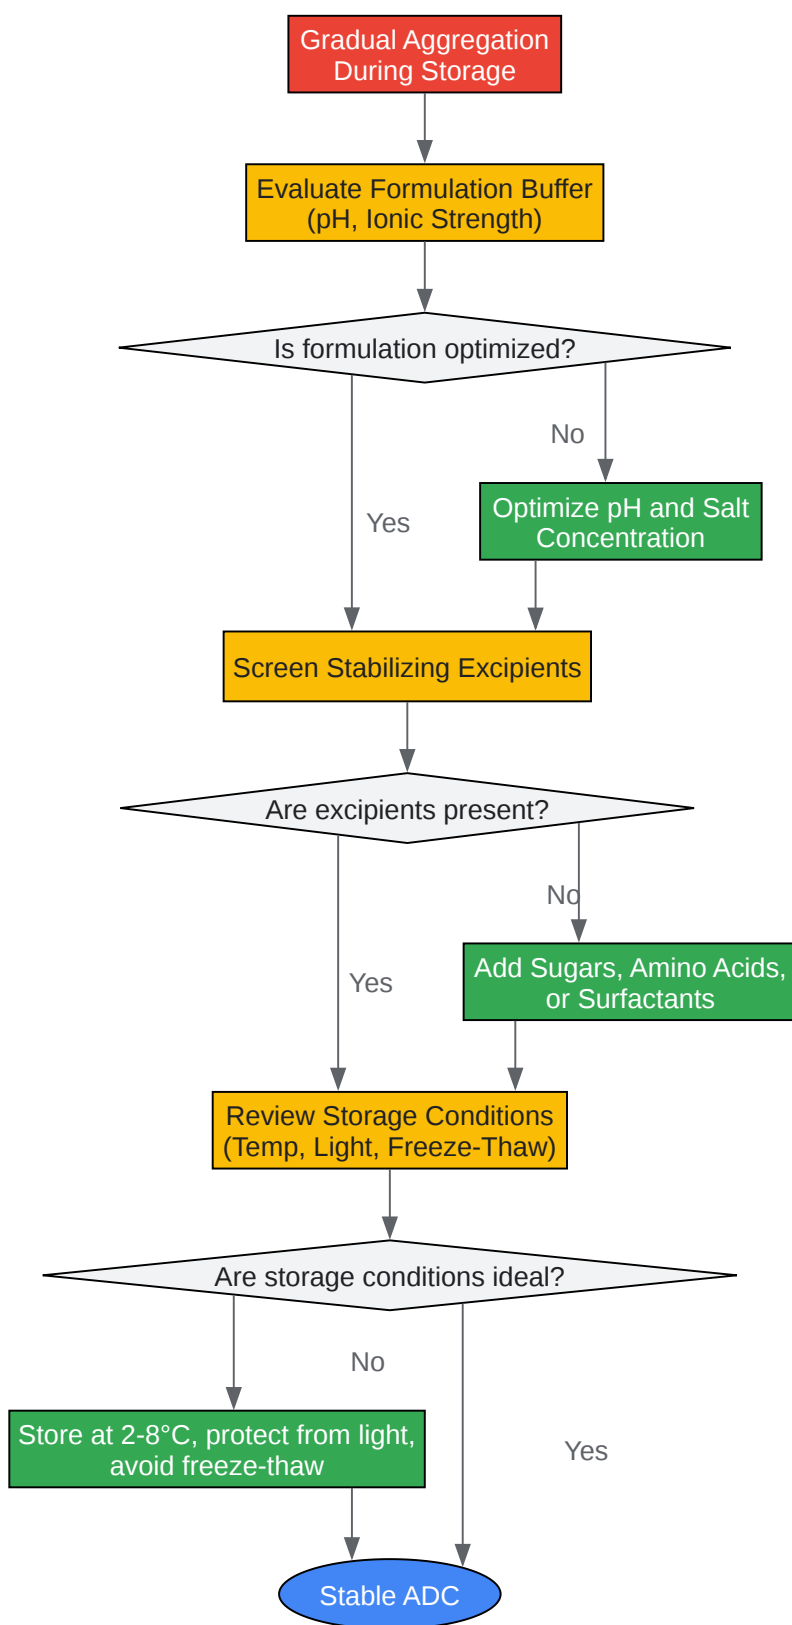 Gradual Aggregation
During Storage
Evaluate Formulation Buffer
(pH, Ionic Strength)
Is formulation optimized?
No
Optimize pH and Salt
Concentration
Yes
Screen Stabilizing Excipients
Are excipients present?
No
Add Sugars, Amino Acids,
or Surfactants
Yes
Review Storage Conditions
(Temp, Light, Freeze-Thaw)
Are storage conditions ideal?
No
Store at 2-8°C, protect from light,
avoid freeze-thaw
Yes
Stable ADC